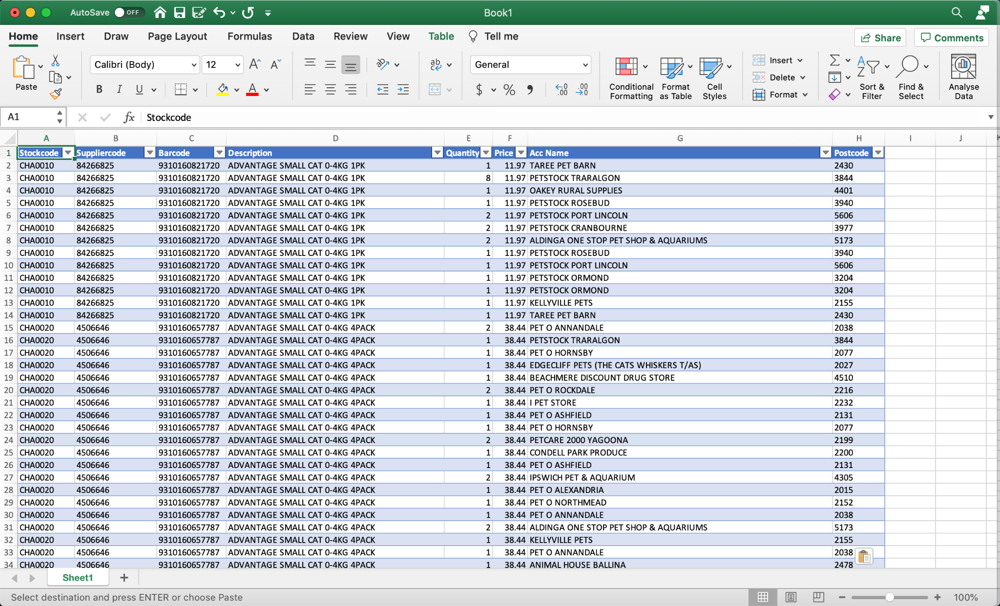 AutoSave OFF Book1
Home Insert Draw Page Layout Formulas Data Review View Table Tell me Share Comments
Paste Calibri (Body) 12 General
Conditional Formatting Format as Table Cell Styles Insert Delete Format Sort & Filter Find & Select Analyse Data
A1 fx Stockcode
A B C D E F G H I J
1 Stockcode Suppliercode Barcode Description Quantity Price Acc Name Postcode
2 CHA0010 84266825 9310160821720 ADVANTAGE SMALL CAT 0-4KG 1PK 1 11.97 TAREE PET BARN 2430
3 CHA0010 84266825 9310160821720 ADVANTAGE SMALL CAT 0-4KG 1PK 8 11.97 PETSTOCK TRARALGON 3844
4 CHA0010 84266825 9310160821720 ADVANTAGE SMALL CAT 0-4KG 1PK 1 11.97 OAKEY RURAL SUPPLIES 4401
5 CHA0010 84266825 9310160821720 ADVANTAGE SMALL CAT 0-4KG 1PK 1 11.97 PETSTOCK ROSEBUD 3940
6 CHA0010 84266825 9310160821720 ADVANTAGE SMALL CAT 0-4KG 1PK 2 11.97 PETSTOCK PORT LINCOLN 5606
7 CHA0010 84266825 9310160821720 ADVANTAGE SMALL CAT 0-4KG 1PK 2 11.97 PETSTOCK CRANBOURNE 3977
8 CHA0010 84266825 9310160821720 ADVANTAGE SMALL CAT 0-4KG 1PK 2 11.97 ALDINGA ONE STOP PET SHOP & AQUARIUMS 5173
9 CHA0010 84266825 9310160821720 ADVANTAGE SMALL CAT 0-4KG 1PK 1 11.97 PETSTOCK ROSEBUD 3940
10 CHA0010 84266825 9310160821720 ADVANTAGE SMALL CAT 0-4KG 1PK 1 11.97 PETSTOCK PORT LINCOLN 5606
11 CHA0010 84266825 9310160821720 ADVANTAGE SMALL CAT 0-4KG 1PK 1 11.97 PETSTOCK ORMOND 3204
12 CHA0010 84266825 9310160821720 ADVANTAGE SMALL CAT 0-4KG 1PK 1 11.97 PETSTOCK ORMOND 3204
13 CHA0010 84266825 9310160821720 ADVANTAGE SMALL CAT 0-4KG 1PK 1 11.97 KELLYVILLE PETS 2155
14 CHA0010 84266825 9310160821720 ADVANTAGE SMALL CAT 0-4KG 1PK 1 11.97 TAREE PET BARN 2430
15 CHA0020 4506646 9310160657787 ADVANTAGE SMALL CAT 0-4KG 4PACK 2 38.44 PET O ANNANDALE 2038
16 CHA0020 4506646 9310160657787 ADVANTAGE SMALL CAT 0-4KG 4PACK 1 38.44 PETSTOCK TRARALGON 3844
17 CHA0020 4506646 9310160657787 ADVANTAGE SMALL CAT 0-4KG 4PACK 1 38.44 PET O HORNSBY 2077
18 CHA0020 4506646 9310160657787 ADVANTAGE SMALL CAT 0-4KG 4PACK 1 38.44 EDGECLIFF PETS (THE CATS WHISKERS T/AS) 2027
19 CHA0020 4506646 9310160657787 ADVANTAGE SMALL CAT 0-4KG 4PACK 1 38.44 BEACHMERE DISCOUNT DRUG STORE 4510
20 CHA0020 4506646 9310160657787 ADVANTAGE SMALL CAT 0-4KG 4PACK 2 38.44 PET O ROCKDALE 2216
21 CHA0020 4506646 9310160657787 ADVANTAGE SMALL CAT 0-4KG 4PACK 1 38.44 I PET STORE 2232
22 CHA0020 4506646 9310160657787 ADVANTAGE SMALL CAT 0-4KG 4PACK 1 38.44 PET O ASHFIELD 2131
23 CHA0020 4506646 9310160657787 ADVANTAGE SMALL CAT 0-4KG 4PACK 1 38.44 PET O HORNSBY 2077
24 CHA0020 4506646 9310160657787 ADVANTAGE SMALL CAT 0-4KG 4PACK 2 38.44 PETCARE 2000 YAGOONA 2199
25 CHA0020 4506646 9310160657787 ADVANTAGE SMALL CAT 0-4KG 4PACK 1 38.44 CONDELL PARK PRODUCE 2200
26 CHA0020 4506646 9310160657787 ADVANTAGE SMALL CAT 0-4KG 4PACK 1 38.44 PET O ASHFIELD 2131
27 CHA0020 4506646 9310160657787 ADVANTAGE SMALL CAT 0-4KG 4PACK 2 38.44 IPSWICH PET & AQUARIUM 4305
28 CHA0020 4506646 9310160657787 ADVANTAGE SMALL CAT 0-4KG 4PACK 1 38.44 PET O ALEXANDRIA 2015
29 CHA0020 4506646 9310160657787 ADVANTAGE SMALL CAT 0-4KG 4PACK 1 38.44 PET O NORTHMEAD 2152
30 CHA0020 4506646 9310160657787 ADVANTAGE SMALL CAT 0-4KG 4PACK 1 38.44 PET O ANNANDALE 2038
31 CHA0020 4506646 9310160657787 ADVANTAGE SMALL CAT 0-4KG 4PACK 2 38.44 ALDINGA ONE STOP PET SHOP & AQUARIUMS 5173
32 CHA0020 4506646 9310160657787 ADVANTAGE SMALL CAT 0-4KG 4PACK 1 38.44 KELLYVILLE PETS 2155
33 CHA0020 4506646 9310160657787 ADVANTAGE SMALL CAT 0-4KG 4PACK 1 38.44 PET O ANNANDALE 2038
34 CHA0020 4506646 9310160657787 ADVANTAGE SMALL CAT 0-4KG 4PACK 1 38.44 ANIMAL HOUSE BALLINA 2478
Sheet1 +
Select destination and press ENTER or choose Paste 100%